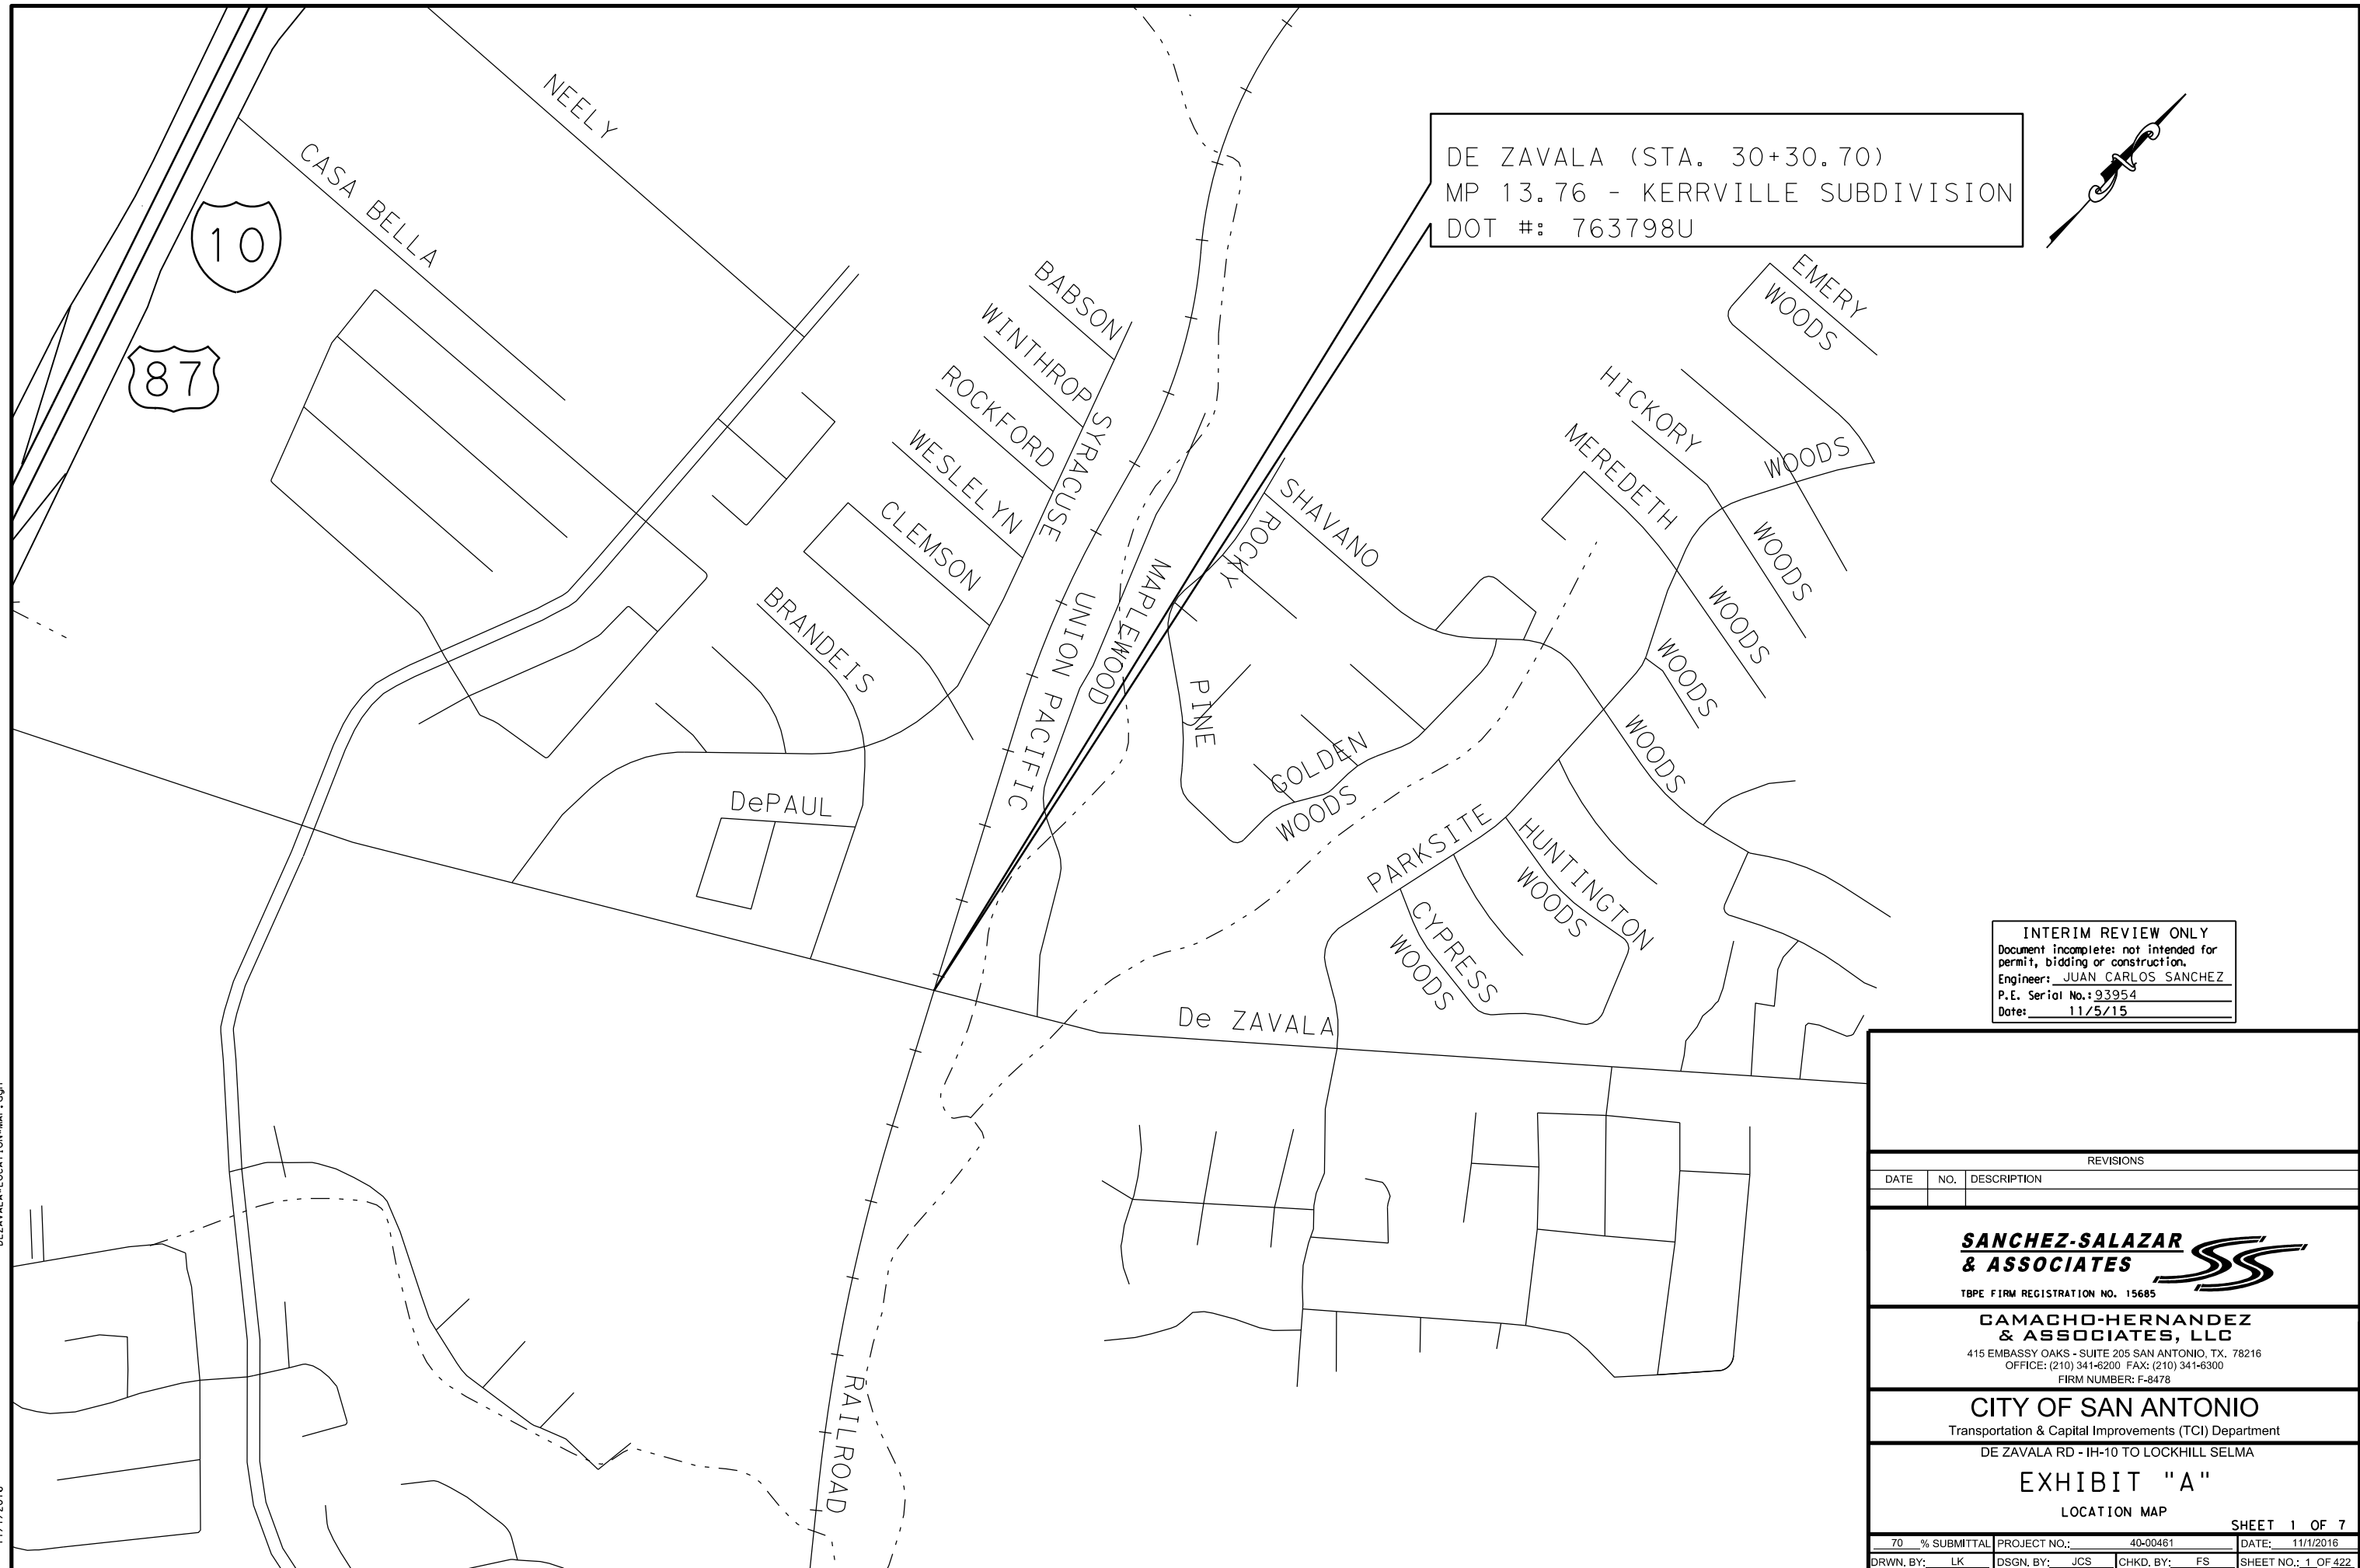 NEELY
CASA BELLA
10
87
DE ZAVALA (STA. 30+30.70)
MP 13.76 - KERRVILLE SUBDIVISION
DOT #: 763798U
BABSON
WINTHROP
ROCKFORD
WESLELYN
CLEMSON
SYRACUSE
BRANDEIS
DePAUL
UNION PACIFIC
MAPLEWOOD
ROCKY
SHAVANO
PINE
GOLDEN
WOODS
EMERY
WOODS
HICKORY
WOODS
MEREDETH
WOODS
WOODS
WOODS
WOODS
PARKSITE
HUNTINGTON
WOODS
CYPRESS
WOODS
De ZAVALA
RAILROAD
INTERIM REVIEW ONLY
Document incomplete: not intended for
permit, bidding or construction.
Engineer: JUAN CARLOS SANCHEZ
P.E. Serial No.: 93954
Date: 11/5/15
REVISIONS
DATE NO. DESCRIPTION
SANCHEZ-SALAZAR
& ASSOCIATES
TBPE FIRM REGISTRATION NO. 15685
CAMACHO-HERNANDEZ
& ASSOCIATES, LLC
415 EMBASSY OAKS - SUITE 205 SAN ANTONIO, TX. 78216
OFFICE: (210) 341-6200 FAX: (210) 341-6300
FIRM NUMBER: F-8478
CITY OF SAN ANTONIO
Transportation & Capital Improvements (TCI) Department
DE ZAVALA RD - IH-10 TO LOCKHILL SELMA
EXHIBIT "A"
LOCATION MAP
SHEET 1 OF 7
70 % SUBMITTAL PROJECT NO.: 40-00461 DATE: 11/1/2016
DRWN. BY: LK DSGN. BY: JCS CHKD. BY: FS SHEET NO.: 1 OF 422